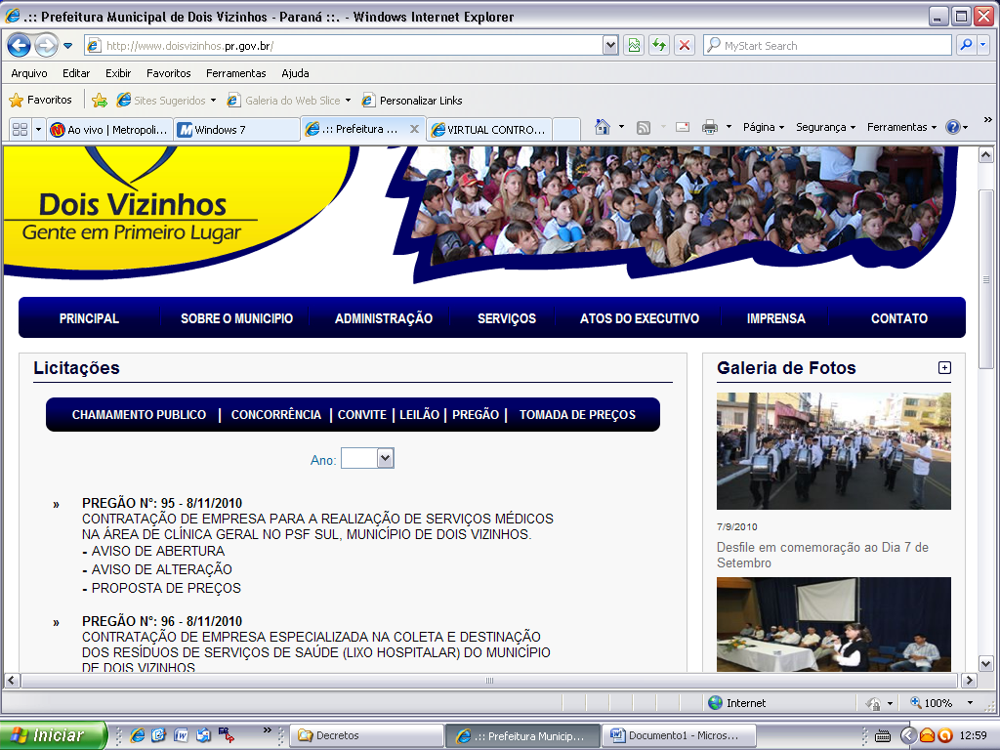 .:: Prefeitura Municipal de Dois Vizinhos - Paraná ::. - Windows Internet Explorer
http://www.doisvizinhos.pr.gov.br/
MyStart Search
Arquivo Editar Exibir Favoritos Ferramentas Ajuda
Favoritos Sites Sugeridos Galeria do Web Slice Personalizar Links
Ao vivo | Metropoli... Windows 7 .:: Prefeitura ... VIRTUAL CONTRO... Página Segurança Ferramentas »
Dois Vizinhos
Gente em Primeiro Lugar
PRINCIPAL SOBRE O MUNICIPIO ADMINISTRAÇÃO SERVIÇOS ATOS DO EXECUTIVO IMPRENSA CONTATO
Licitações
CHAMAMENTO PUBLICO | CONCORRÊNCIA | CONVITE | LEILÃO | PREGÃO | TOMADA DE PREÇOS
Ano:
» PREGÃO Nº: 95 - 8/11/2010
CONTRATAÇÃO DE EMPRESA PARA A REALIZAÇÃO DE SERVIÇOS MÉDICOS
NA ÁREA DE CLÍNICA GERAL NO PSF SUL, MUNICÍPIO DE DOIS VIZINHOS.
- AVISO DE ABERTURA
- AVISO DE ALTERAÇÃO
- PROPOSTA DE PREÇOS
» PREGÃO Nº: 96 - 8/11/2010
CONTRATAÇÃO DE EMPRESA ESPECIALIZADA NA COLETA E DESTINAÇÃO
DOS RESÍDUOS DE SERVIÇOS DE SAÚDE (LIXO HOSPITALAR) DO MUNICÍPIO
DE DOIS VIZINHOS
Galeria de Fotos
7/9/2010
Desfile em comemoração ao Dia 7 de
Setembro
Internet 100%
Iniciar » Decretos .:: Prefeitura Municip... Documento1 - Micros... 12:59